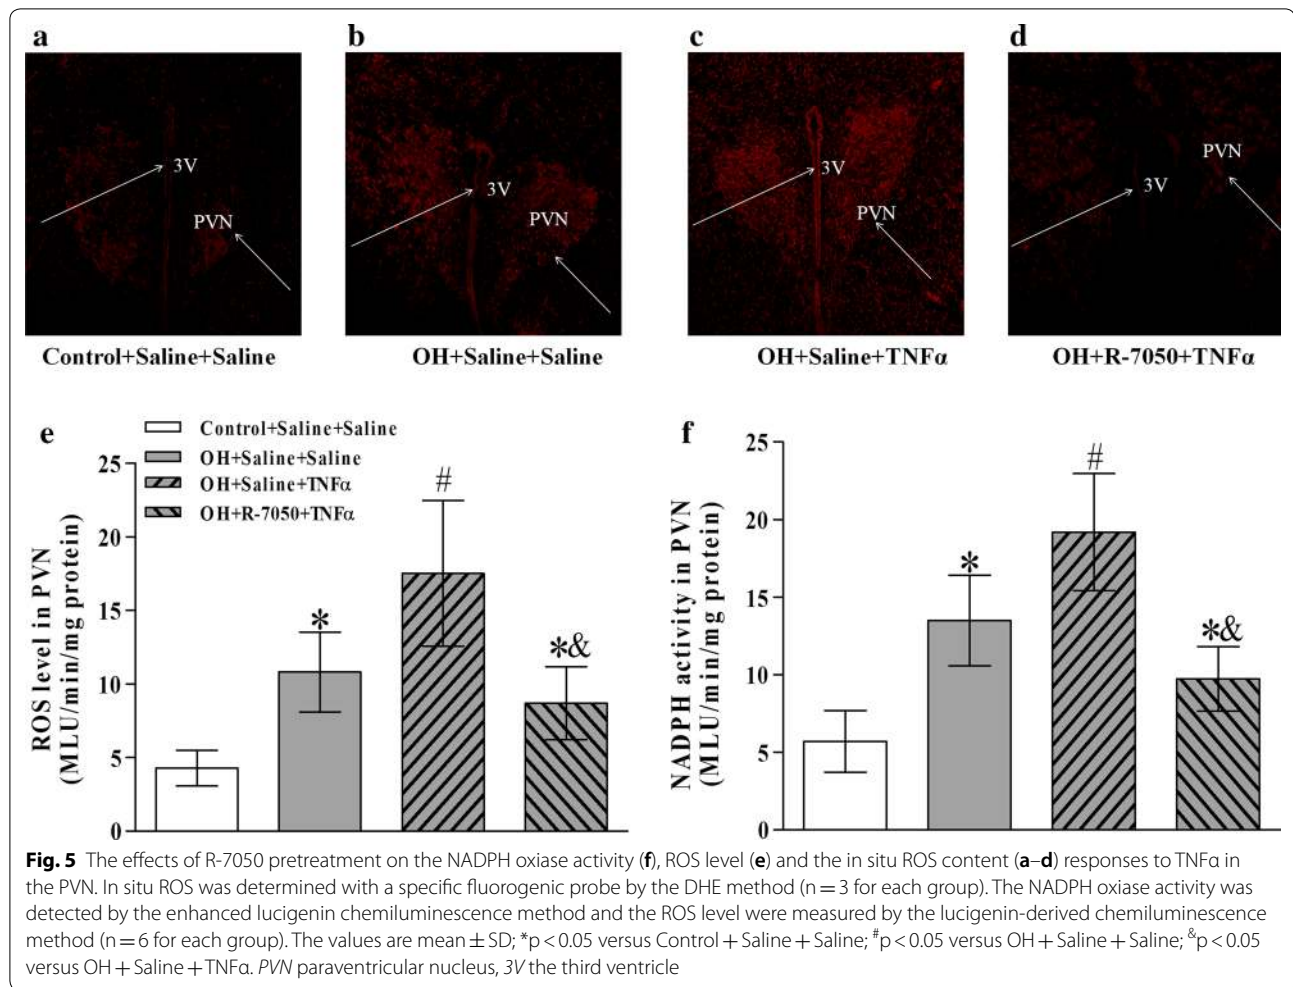 a
b
c
d
3V
PVN
3V
PVN
3V
PVN
PVN
3V
Control+Saline+Saline
OH+Saline+Saline
OH+Saline+TNFα
OH+R-7050+TNFα
e
Control+Saline+Saline
OH+Saline+Saline
OH+Saline+TNFα
OH+R-7050+TNFα
ROS level in PVN
(MLU/min/mg protein)
25
20
15
10
5
0
*
#
*&
f
NADPH activity in PVN
(MLU/min/mg protein)
25
20
15
10
5
0
*
#
*&
Fig. 5 The effects of R-7050 pretreatment on the NADPH oxiase activity (f), ROS level (e) and the in situ ROS content (a–d) responses to TNFα in
the PVN. In situ ROS was determined with a specific fluorogenic probe by the DHE method (n = 3 for each group). The NADPH oxiase activity was
detected by the enhanced lucigenin chemiluminescence method and the ROS level were measured by the lucigenin-derived chemiluminescence
method (n = 6 for each group). The values are mean ± SD; *p < 0.05 versus Control + Saline + Saline; #p < 0.05 versus OH + Saline + Saline; &p < 0.05
versus OH + Saline + TNFα. PVN paraventricular nucleus, 3V the third ventricle